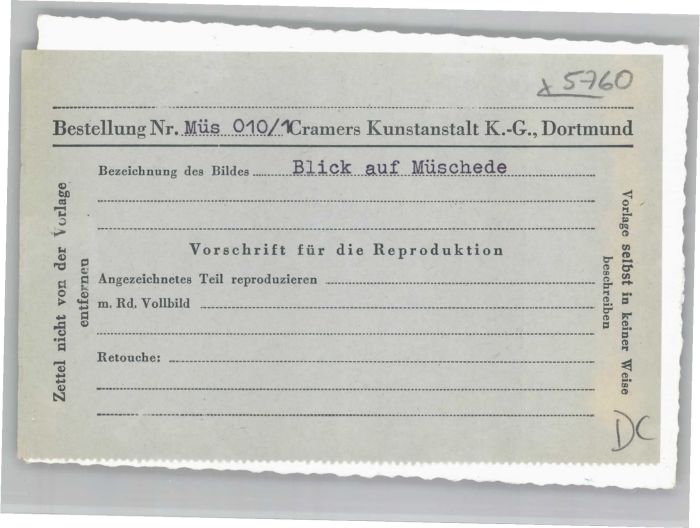 x 5760
Bestellung Nr. Müs 010/1 Cramers Kunstanstalt K.-G., Dortmund
Bezeichnung des Bildes Blick auf Müschede
Vorschrift für die Reproduktion
Angezeichnetes Teil reproduzieren
m. Rd. Vollbild
Retouche:
Zettel nicht von der Vorlage
entfernen
Vorlage selbst in keiner Weise
beschreiben
DC